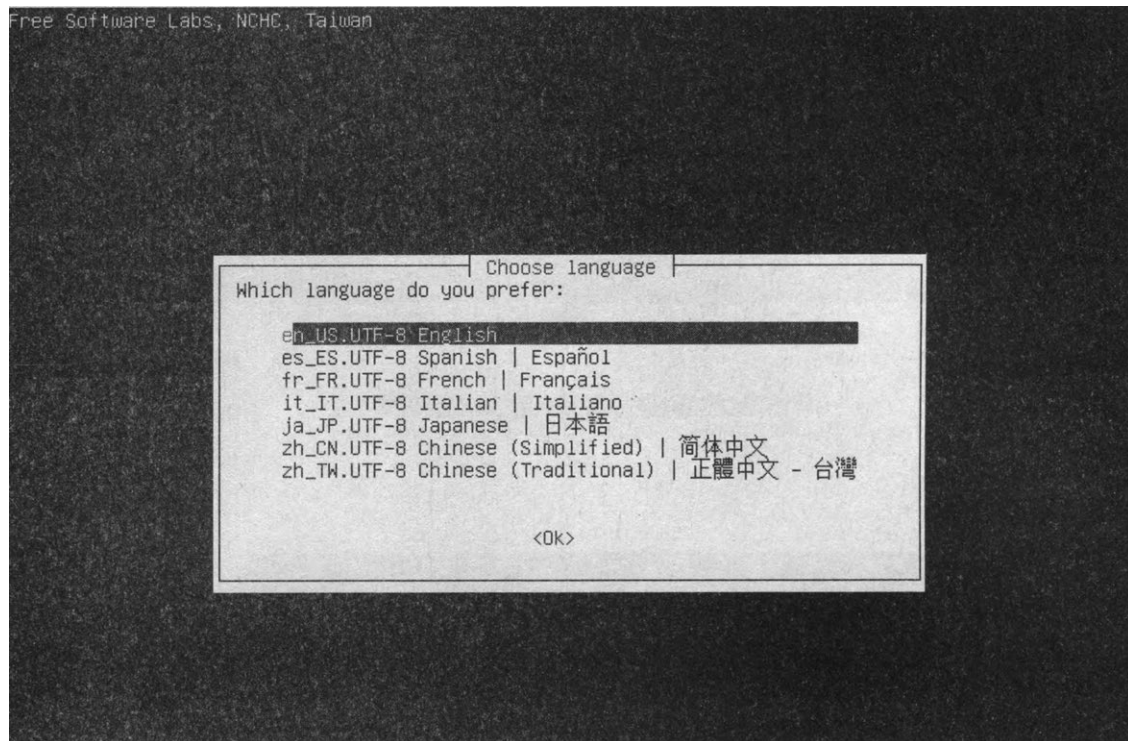 Free Software Labs, NCHC, Taiwan
Choose language
Which language do you prefer:
en_US.UTF-8 English
es_ES.UTF-8 Spanish | Español
fr_FR.UTF-8 French | Français
it_IT.UTF-8 Italian | Italiano
ja_JP.UTF-8 Japanese | 日本語
zh_CN.UTF-8 Chinese (Simplified) | 简体中文
zh_TW.UTF-8 Chinese (Traditional) | 正體中文 - 台灣
<Ok>